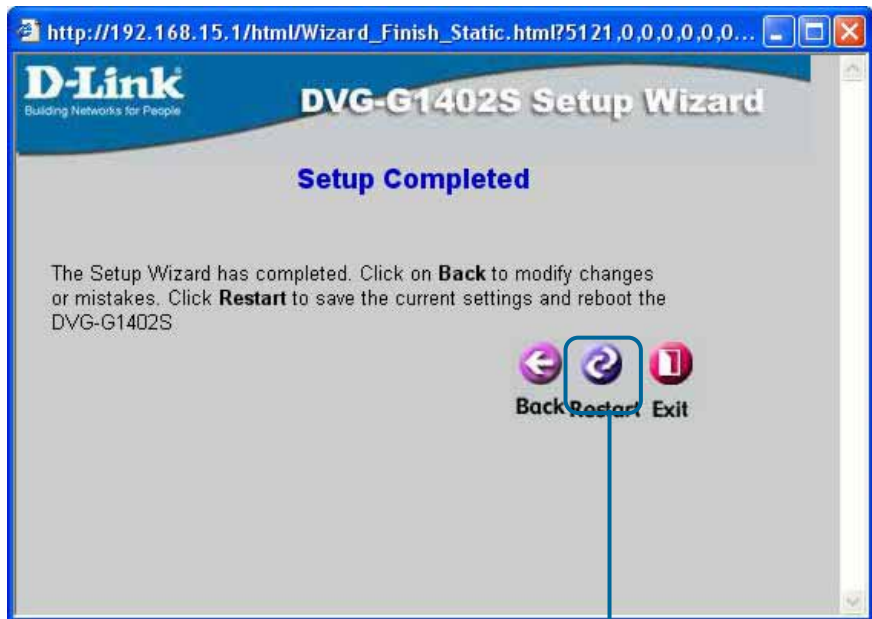 http://192.168.15.1/html/Wizard_Finish_Static.html?5121,0,0,0,0,0,0...
D-Link
Building Networks for People
DVG-G1402S Setup Wizard
Setup Completed
The Setup Wizard has completed. Click on Back to modify changes
or mistakes. Click Restart to save the current settings and reboot the
DVG-G1402S
Back Restart Exit